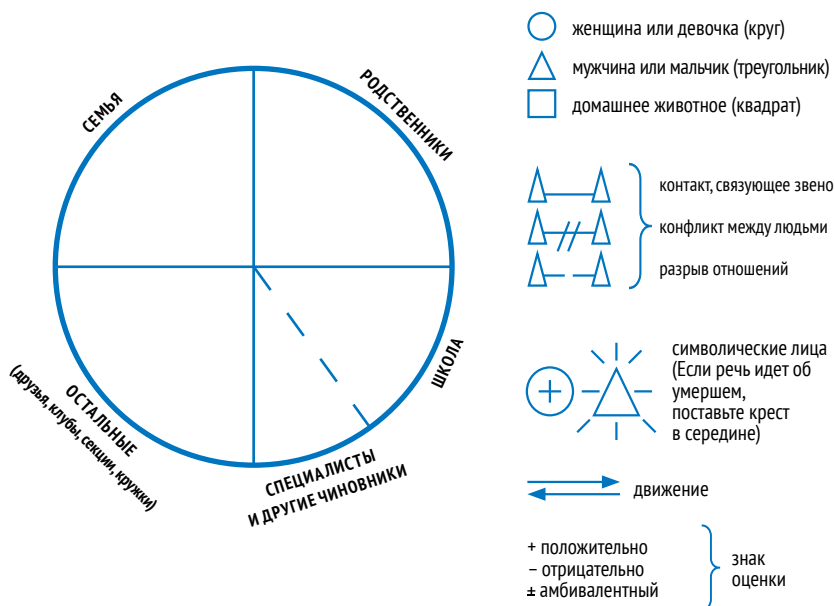 СЕМЬЯ
РОДСТВЕННИКИ
ШКОЛА
СПЕЦИАЛИСТЫ
И ДРУГИЕ ЧИНОВНИКИ
ОСТАЛЬНЫЕ
(друзья, клубы, секции, кружки)
женщина или девочка (круг)
мужчина или мальчик (треугольник)
домашнее животное (квадрат)
контакт, связующее звено
конфликт между людьми
разрыв отношений
символические лица
(Если речь идет об
умершем,
поставьте крест
в середине)
движение
+ положительно
– отрицательно
± амбивалентный
знак
оценки